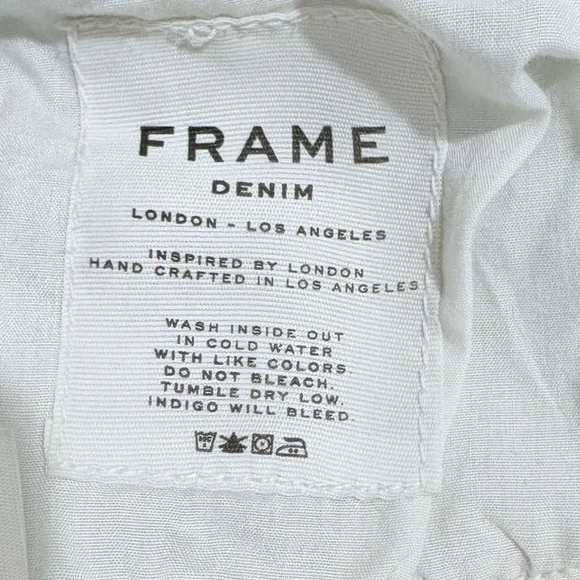 FRAME
DENIM
LONDON - LOS ANGELES
INSPIRED BY LONDON
HAND CRAFTED IN LOS ANGELES
WASH INSIDE OUT
IN COLD WATER
WITH LIKE COLORS.
DO NOT BLEACH.
TUMBLE DRY LOW.
INDIGO WILL BLEED.